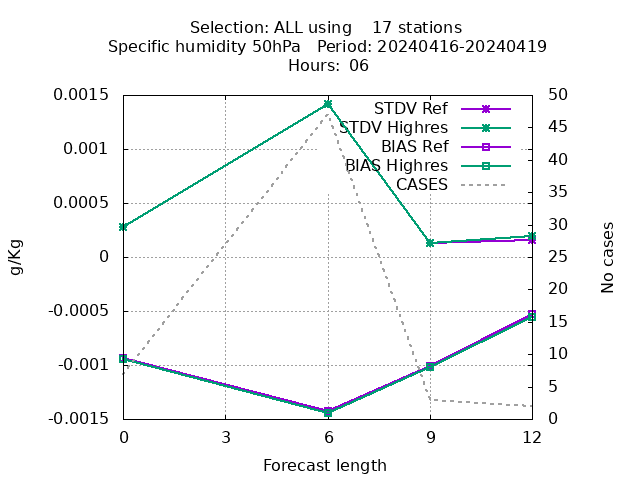 Selection: ALL using    17 stations
Specific humidity 50hPa   Period: 20240416-20240419
Hours: 06
STDV Ref
STDV Highres
BIAS Ref
BIAS Highres
CASES
0.0015
0.001
0.0005
0
-0.0005
-0.001
-0.0015
50
45
40
35
30
25
20
15
10
5
0
g/Kg
No cases
0 3 6 9 12
Forecast length